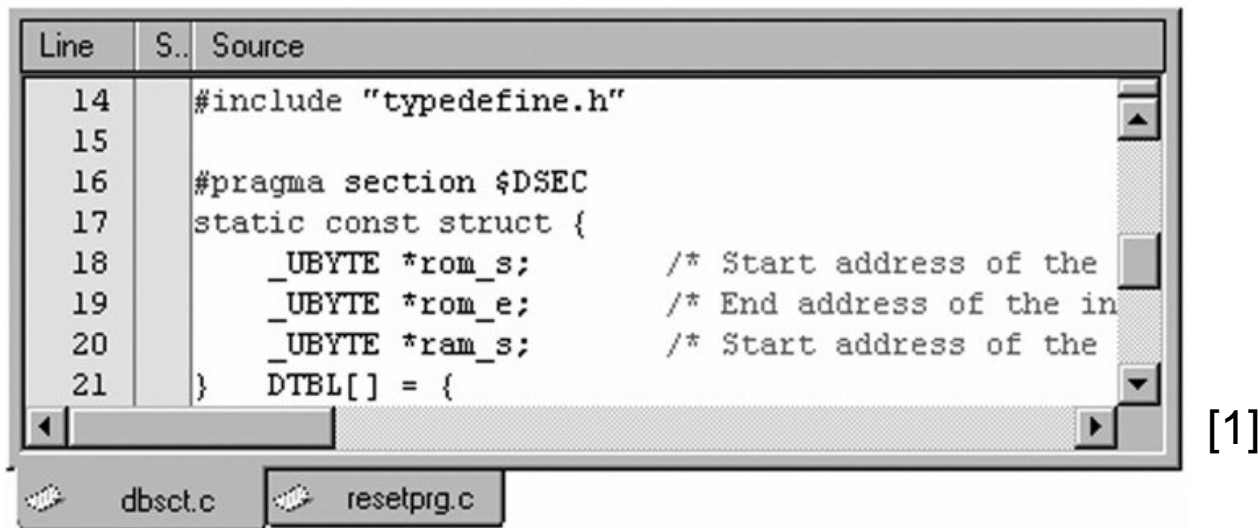 Line S.. Source
14 #include "typedefine.h"
15
16 #pragma section $DSEC
17 static const struct {
18 _UBYTE *rom_s; /* Start address of the
19 _UBYTE *rom_e; /* End address of the in
20 _UBYTE *ram_s; /* Start address of the
21 } DTBL[] = {
[1]
dbsct.c resetprg.c